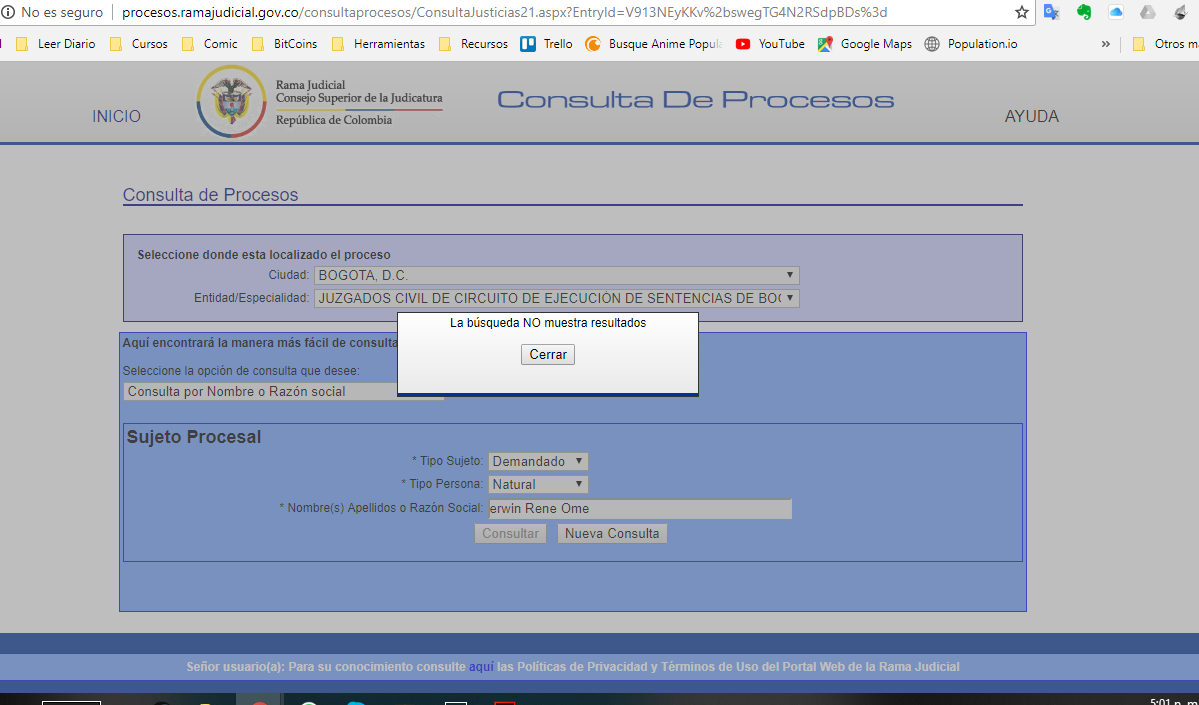 No seguro procesos.ramajudicial.gov.co/consultaprocesos/ConsultaJusticias21.aspx?EntryId=V913NEyKKv%2bswegTG4N2RSdpBDs%3d
Leer Diario Cursos Comic BitCoins Herramientas Recursos Trello Busque Anime Popula YouTube Google Maps Population.io » Otros m
INICIO
Rama Judicial
Consejo Superior de la Judicatura
República de Colombia
Consulta De Procesos
AYUDA
Consulta de Procesos
Seleccione donde esta localizado el proceso
Ciudad: BOGOTA, D.C.
Entidad/Especialidad: JUZGADOS CIVIL DE CIRCUITO DE EJECUCIÓN DE SENTENCIAS DE BO
La búsqueda NO muestra resultados
Cerrar
Aquí encontrará la manera más fácil de consulta
Seleccione la opción de consulta que desee:
Consulta por Nombre o Razón social
Sujeto Procesal
* Tipo Sujeto: Demandado
* Tipo Persona: Natural
* Nombre(s) Apellidos o Razón Social: erwin Rene Ome
Consultar Nueva Consulta
Señor usuario(a): Para su conocimiento consulte aquí las Políticas de Privacidad y Términos de Uso del Portal Web de la Rama Judicial
5:01 p. m